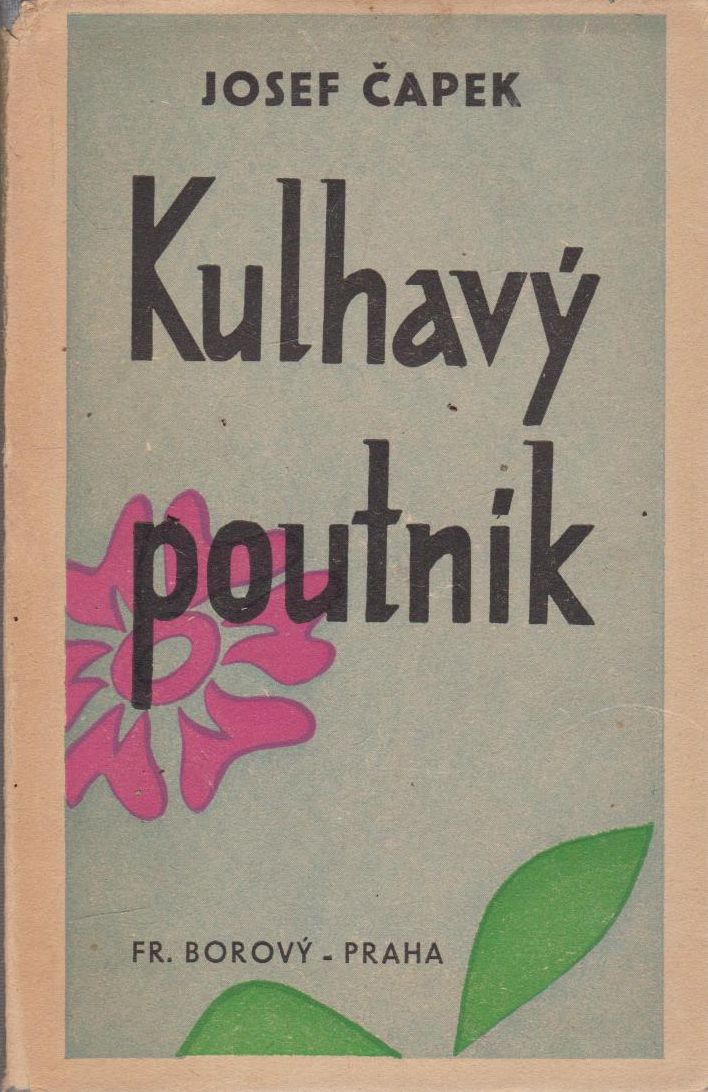 JOSEF ČAPEK
Kulhavý
poutník
FR. BOROVÝ - PRAHA